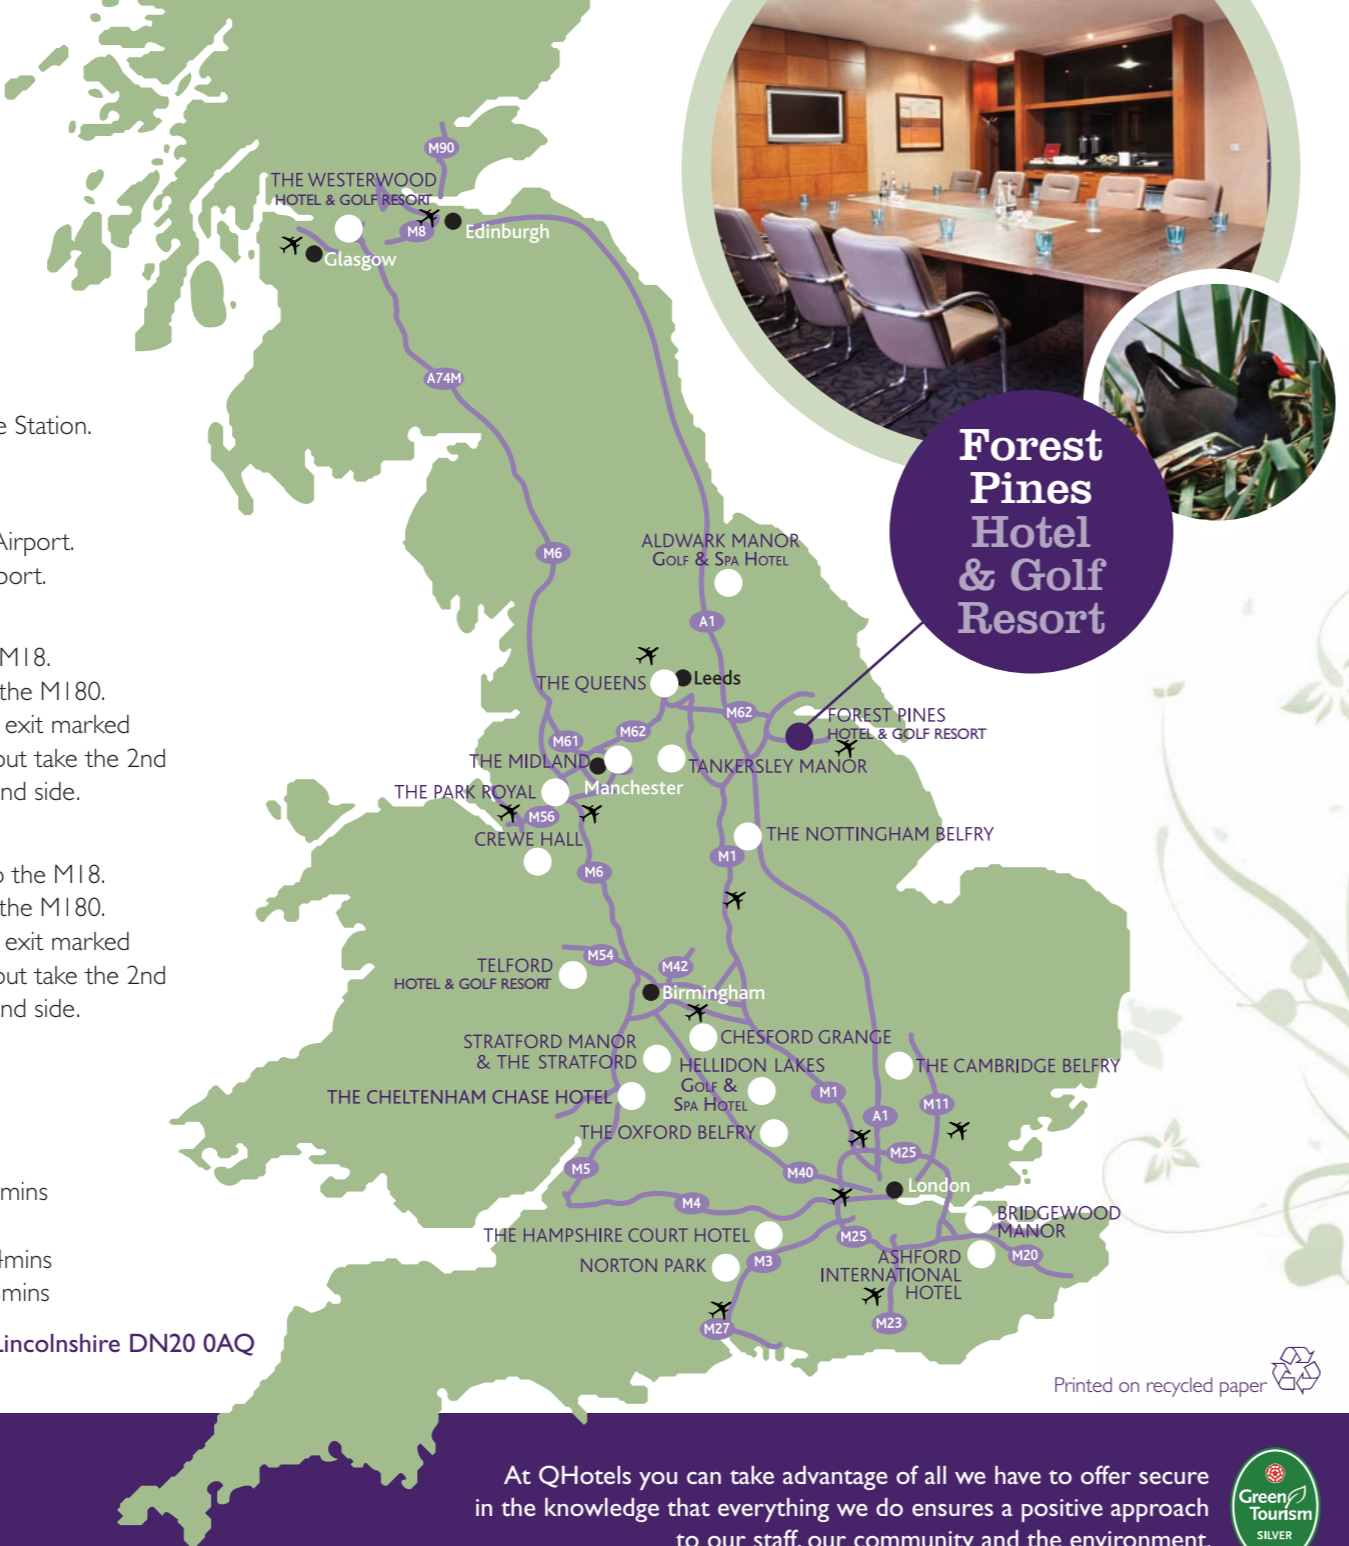 e Station.
Airport.
port.
M18.
the M180.
exit marked
out take the 2nd
nd side.
o the M18.
the M180.
exit marked
out take the 2nd
nd side.
mins
4mins
mins
Lincolnshire DN20 0AQ
Forest
Pines
Hotel
& Golf
Resort
M90
THE WESTERWOOD
HOTEL & GOLF RESORT
M8
Edinburgh
Glasgow
A74M
M6
ALDWARK MANOR
GOLF & SPA HOTEL
A1
THE QUEENS
Leeds
M62
FOREST PINES
HOTEL & GOLF RESORT
M61
M62
THE MIDLAND
TANKERSLEY MANOR
Manchester
THE PARK ROYAL
M56
CREWE HALL
THE NOTTINGHAM BELFRY
M1
M6
M54
M42
TELFORD
HOTEL & GOLF RESORT
Birmingham
CHESFORD GRANGE
STRATFORD MANOR
& THE STRATFORD
HELLIDON LAKES
GOLF &
SPA HOTEL
THE CAMBRIDGE BELFRY
THE CHELTENHAM CHASE HOTEL
M1
M11
A1
THE OXFORD BELFRY
M25
M5
M40
London
M4
BRIDGEWOOD
MANOR
THE HAMPSHIRE COURT HOTEL
M25
NORTON PARK
M3
ASHFORD
INTERNATIONAL
HOTEL
M20
M27
M23
Printed on recycled paper
At QHotels you can take advantage of all we have to offer secure
in the knowledge that everything we do ensures a positive approach
to our staff, our community and the environment.
Green
Tourism
SILVER